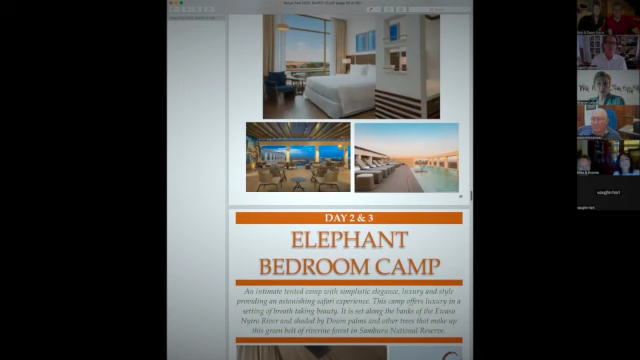 DAY 2 & 3
ELEPHANT
BEDROOM CAMP
An intimate tented camp with simplistic elegance, luxury and style
providing an astonishing safari experience. This camp offers luxury in a
setting of breath taking beauty. It is set along the banks of the Ewaso
Nyiro River and shaded by Doum palms and other trees that make up
this green belt of riverine forest in Samburu National Reserve.